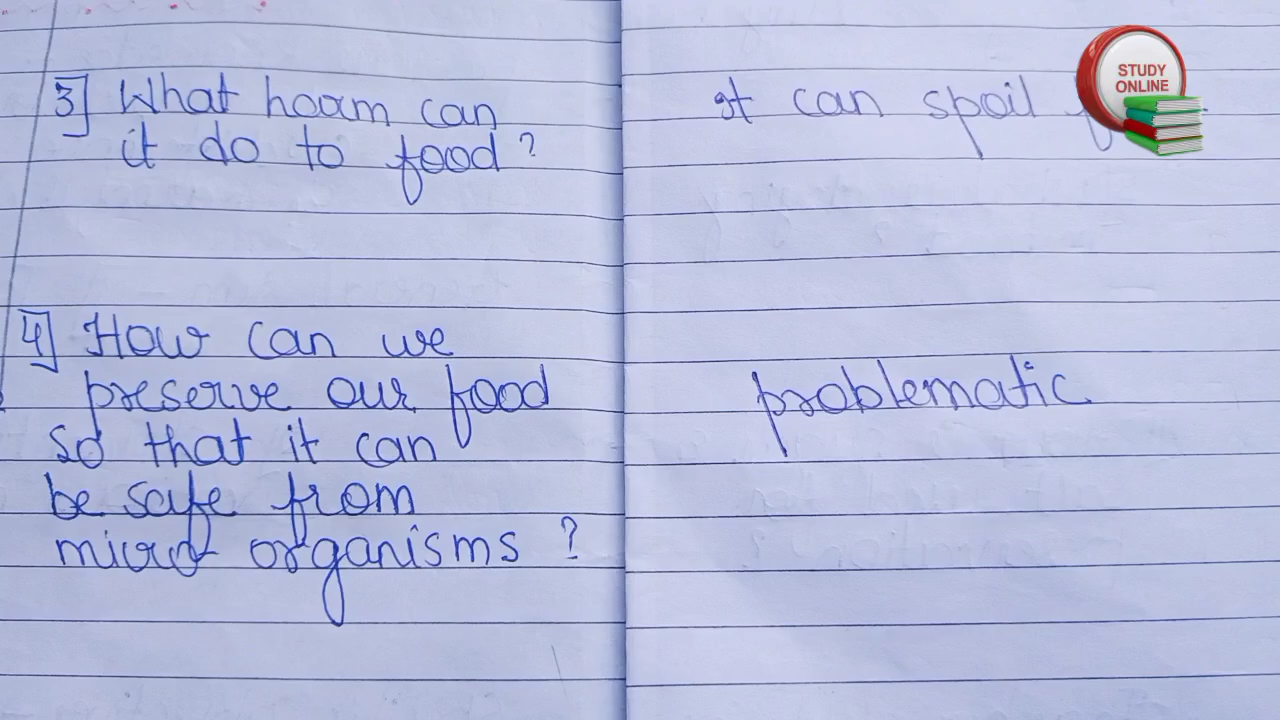 3] What haam can
it do to food?
4] How can we
preserve our food
so that it can
be safe from
micro organisms ?
It can spoil
problematic
STUDY
ONLINE